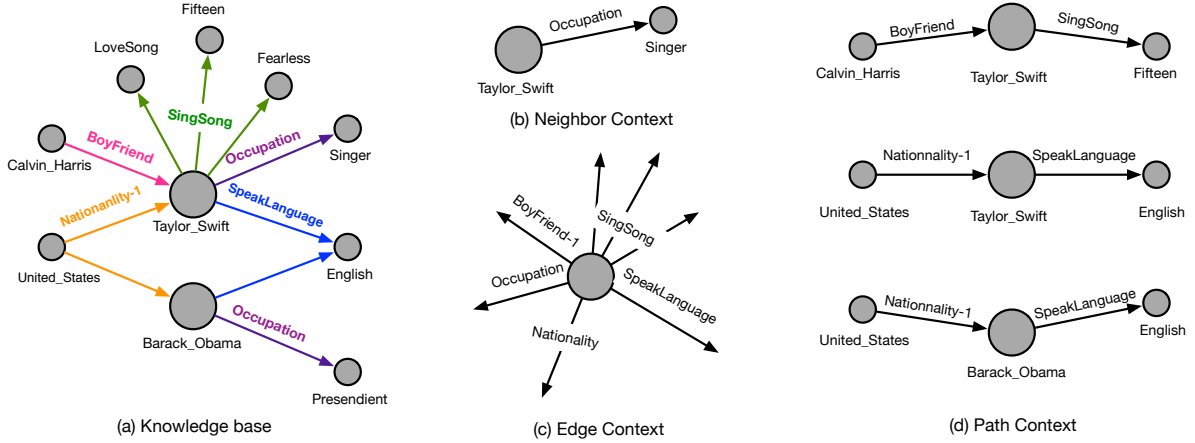 Fifteen
LoveSong
Fearless
SingSong
BoyFriend
Occupation
Calvin_Harris
Singer
Nationanlity-1
SpeakLanguage
Taylor_Swift
United_States
English
Occupation
Barack_Obama
Presendient
(a) Knowledge base
Occupation
Singer
Taylor_Swift
(b) Neighbor Context
BoyFriend-1
SingSong
Occupation
SpeakLanguage
Nationality
(c) Edge Context
BoyFriend
SingSong
Calvin_Harris
Taylor_Swift
Fifteen
Nationnality-1
SpeakLanguage
United_States
Taylor_Swift
English
Nationnality-1
SpeakLanguage
United_States
English
Barack_Obama
(d) Path Context